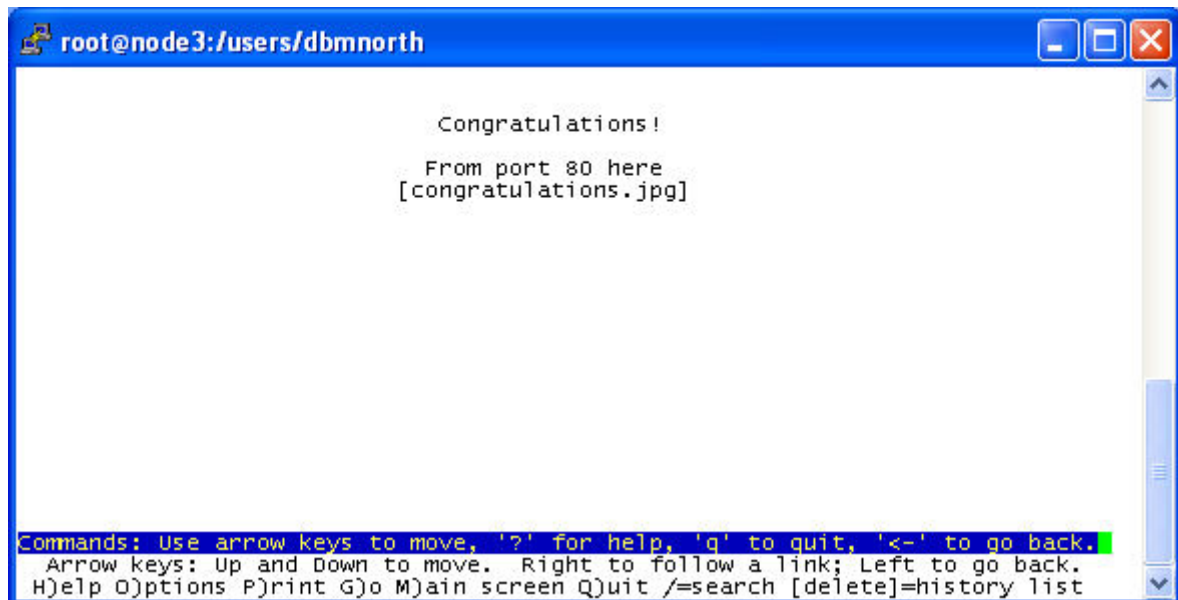 root@node3:/users/dbmnorth
Congratulations!
From port 80 here
[congratulations.jpg]
Commands: Use arrow keys to move, '?' for help, 'q' to quit, '<-' to go back.
Arrow keys: Up and Down to move. Right to follow a link; Left to go back.
H)elp O)ptions P)rint G)o M)ain screen Q)uit /=search [delete]=history list